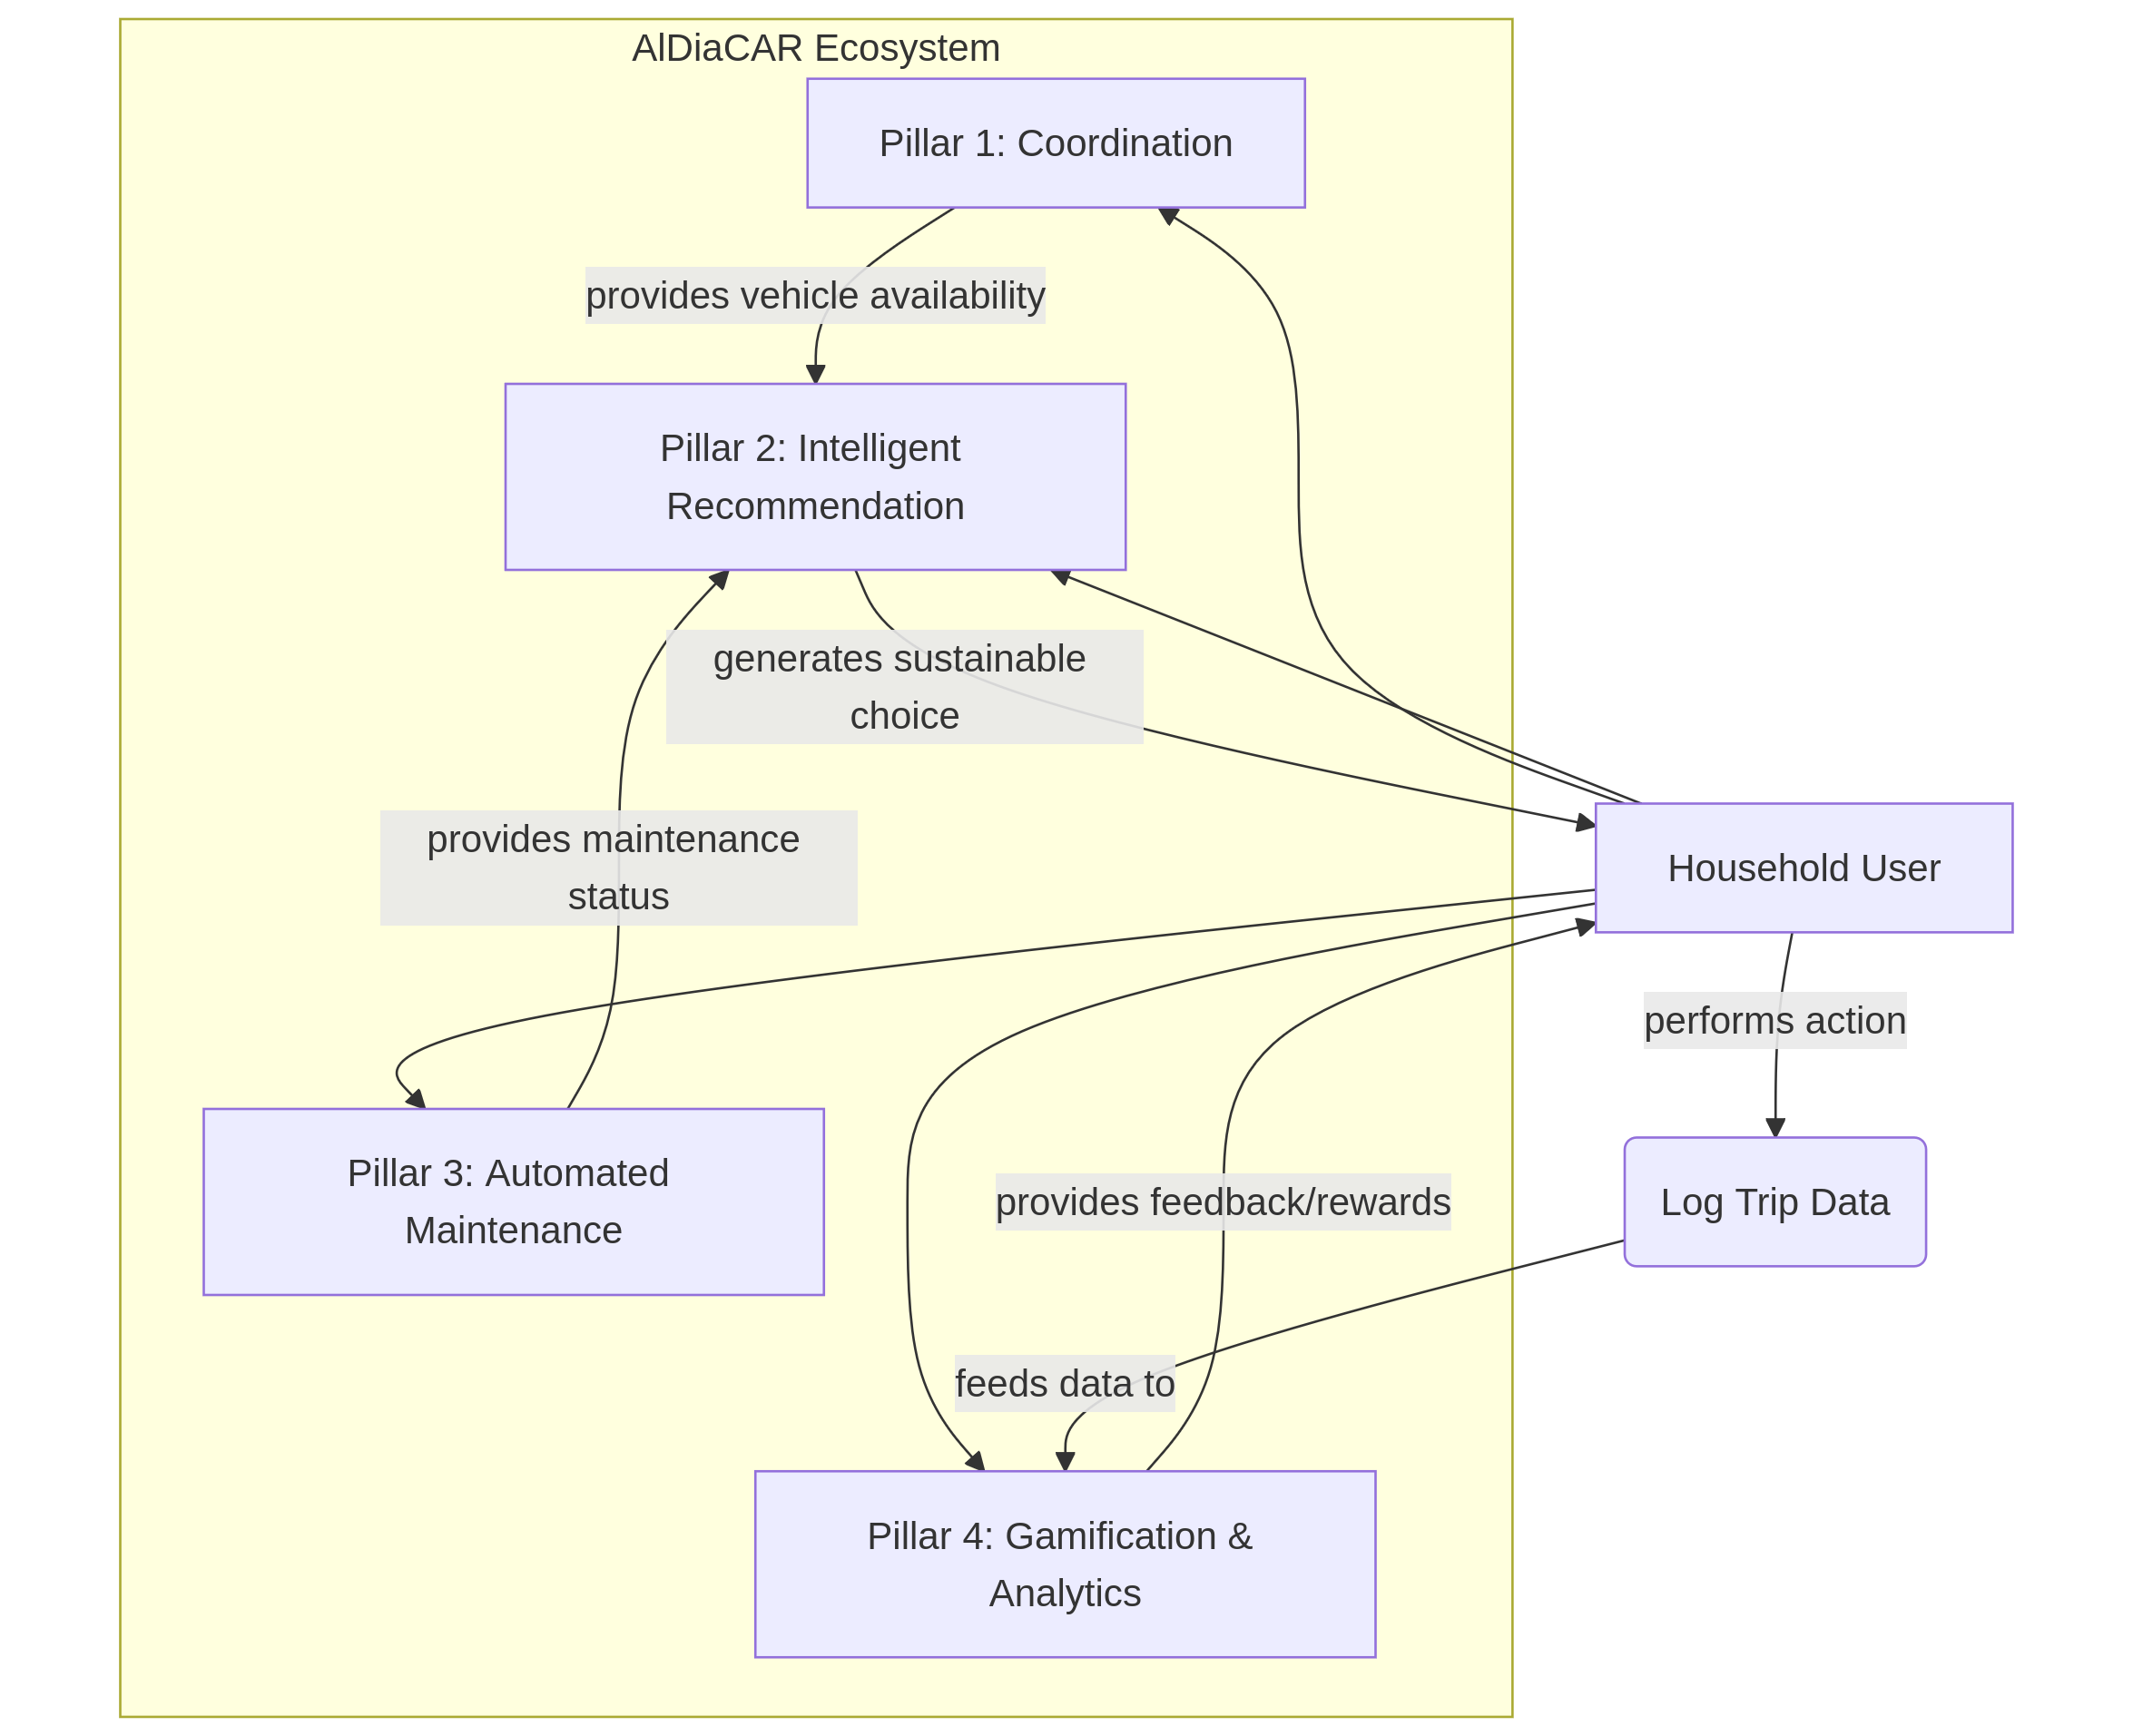 AlDiaCAR Ecosystem
Pillar 1: Coordination
provides vehicle availability
Pillar 2: Intelligent
Recommendation
generates sustainable
choice
provides maintenance
status
Household User
performs action
Pillar 3: Automated
Maintenance
provides feedback/rewards
Log Trip Data
feeds data to
Pillar 4: Gamification &
Analytics